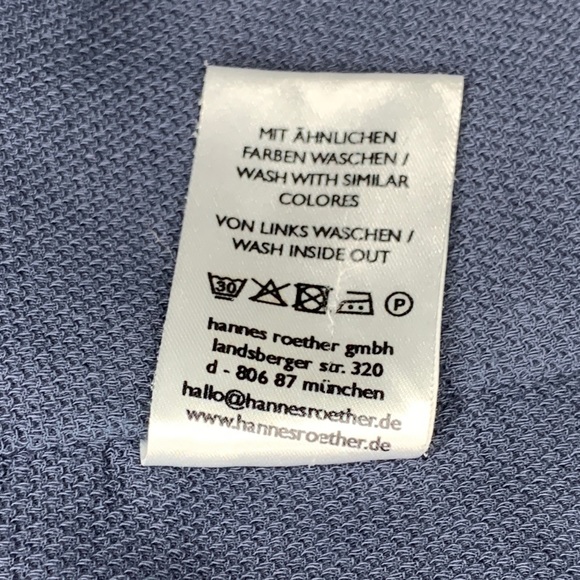 MIT ÄHNLICHEN
FARBEN WASCHEN /
WASH WITH SIMILAR
COLORES
VON LINKS WASCHEN /
WASH INSIDE OUT
30 P
hannes roether gmbh
landsberger str. 320
d - 806 87 münchen
hallo@hannesroether.de
www.hannesroether.de